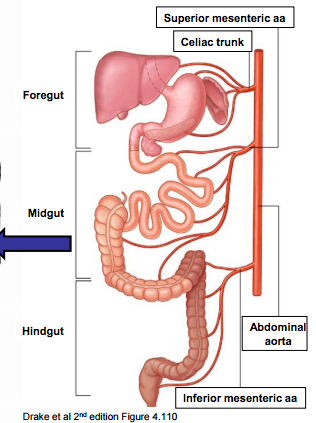 Superior mesenteric aa
Celiac trunk
Foregut
Midgut
Hindgut
Abdominal
aorta
Inferior mesenteric aa
Drake et al 2nd edition Figure 4.110